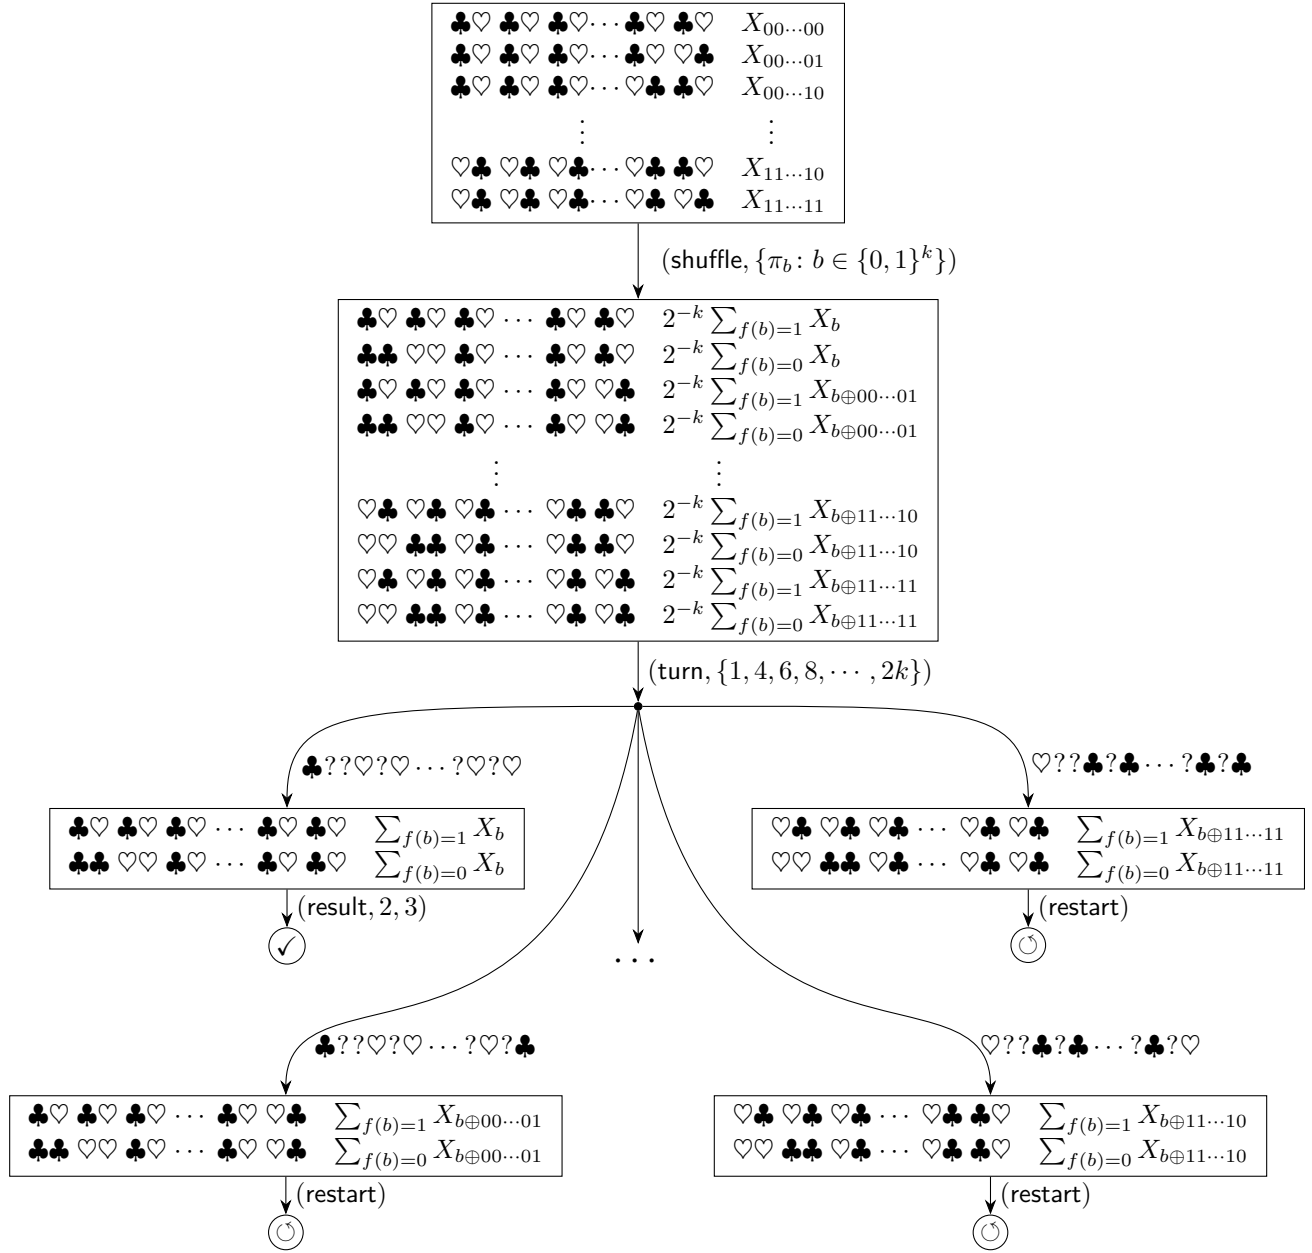 ♣♡ ♣♡ ♣♡ ··· ♣♡ ♣♡ X_{00···00}
♣♡ ♣♡ ♣♡ ··· ♣♡ ♡♣ X_{00···01}
♣♡ ♣♡ ♣♡ ··· ♡♣ ♣♡ X_{00···10}
⋮ ⋮
♡♣ ♡♣ ♡♣ ··· ♡♣ ♣♡ X_{11···10}
♡♣ ♡♣ ♡♣ ··· ♡♣ ♡♣ X_{11···11}
(shuffle, {π_b : b ∈ {0, 1}^k})
♣♡ ♣♡ ♣♡ ··· ♣♡ ♣♡ 2^{-k} ∑_{f(b)=1} X_b
♣♣ ♡♡ ♣♡ ··· ♣♡ ♣♡ 2^{-k} ∑_{f(b)=0} X_b
♣♡ ♣♡ ♣♡ ··· ♣♡ ♡♣ 2^{-k} ∑_{f(b)=1} X_{b⊕00···01}
♣♣ ♡♡ ♣♡ ··· ♣♡ ♡♣ 2^{-k} ∑_{f(b)=0} X_{b⊕00···01}
⋮ ⋮
♡♣ ♡♣ ♡♣ ··· ♡♣ ♣♡ 2^{-k} ∑_{f(b)=1} X_{b⊕11···10}
♡♡ ♣♣ ♡♣ ··· ♡♣ ♣♡ 2^{-k} ∑_{f(b)=0} X_{b⊕11···10}
♡♣ ♡♣ ♡♣ ··· ♡♣ ♡♣ 2^{-k} ∑_{f(b)=1} X_{b⊕11···11}
♡♡ ♣♣ ♡♣ ··· ♡♣ ♡♣ 2^{-k} ∑_{f(b)=0} X_{b⊕11···11}
(turn, {1, 4, 6, 8, ··· , 2k})
♣??♡?♡ ··· ?♡?♡
♣♡ ♣♡ ♣♡ ··· ♣♡ ♣♡ ∑_{f(b)=1} X_b
♣♣ ♡♡ ♣♡ ··· ♣♡ ♣♡ ∑_{f(b)=0} X_b
(result, 2, 3)
✓
♡??♣?♣ ··· ?♣?♣
♡♣ ♡♣ ♡♣ ··· ♡♣ ♡♣ ∑_{f(b)=1} X_{b⊕11···11}
♡♡ ♣♣ ♡♣ ··· ♡♣ ♡♣ ∑_{f(b)=0} X_{b⊕11···11}
(restart)
↺
···
♣??♡?♡ ··· ?♡?♣
♣♡ ♣♡ ♣♡ ··· ♣♡ ♡♣ ∑_{f(b)=1} X_{b⊕00···01}
♣♣ ♡♡ ♣♡ ··· ♣♡ ♡♣ ∑_{f(b)=0} X_{b⊕00···01}
(restart)
↺
♡??♣?♣ ··· ?♣?♡
♡♣ ♡♣ ♡♣ ··· ♡♣ ♣♡ ∑_{f(b)=1} X_{b⊕11···10}
♡♡ ♣♣ ♡♣ ··· ♡♣ ♣♡ ∑_{f(b)=0} X_{b⊕11···10}
(restart)
↺